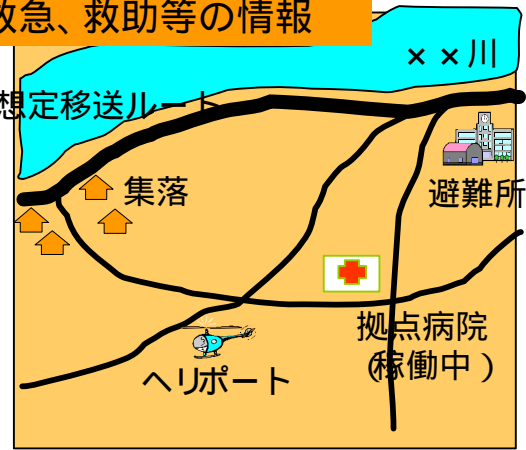 救急、救助等の情報
××川
想定移送ルート
集落
避難所
拠点病院
(稼働中)
ヘリポート